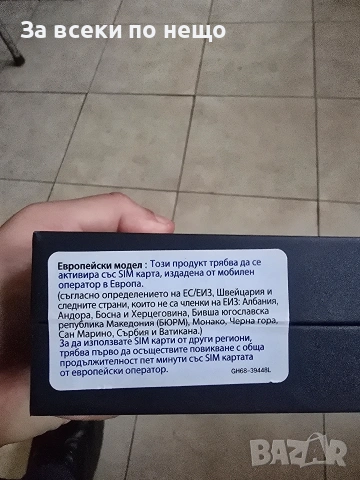 За всеки по нещо
Европейски модел : Този продукт трябва да се
активира със SIM карта, издадена от мобилен
оператор в Европа.
(съгласно определението на ЕС/ЕИЗ, Швейцария и
следните страни, които не са членки на ЕИЗ: Албания,
Андора, Босна и Херцеговина, Бивша югославска
република Македония (БЮРМ), Монако, Черна гора,
Сан Марино, Сърбия и Ватикана.)
За да използвате SIM карти от други региони,
трябва първо да осъществите повикване с обща
продължителност пет минути със SIM картата
от европейски оператор.
GH68-39448L
BAZAR
bg